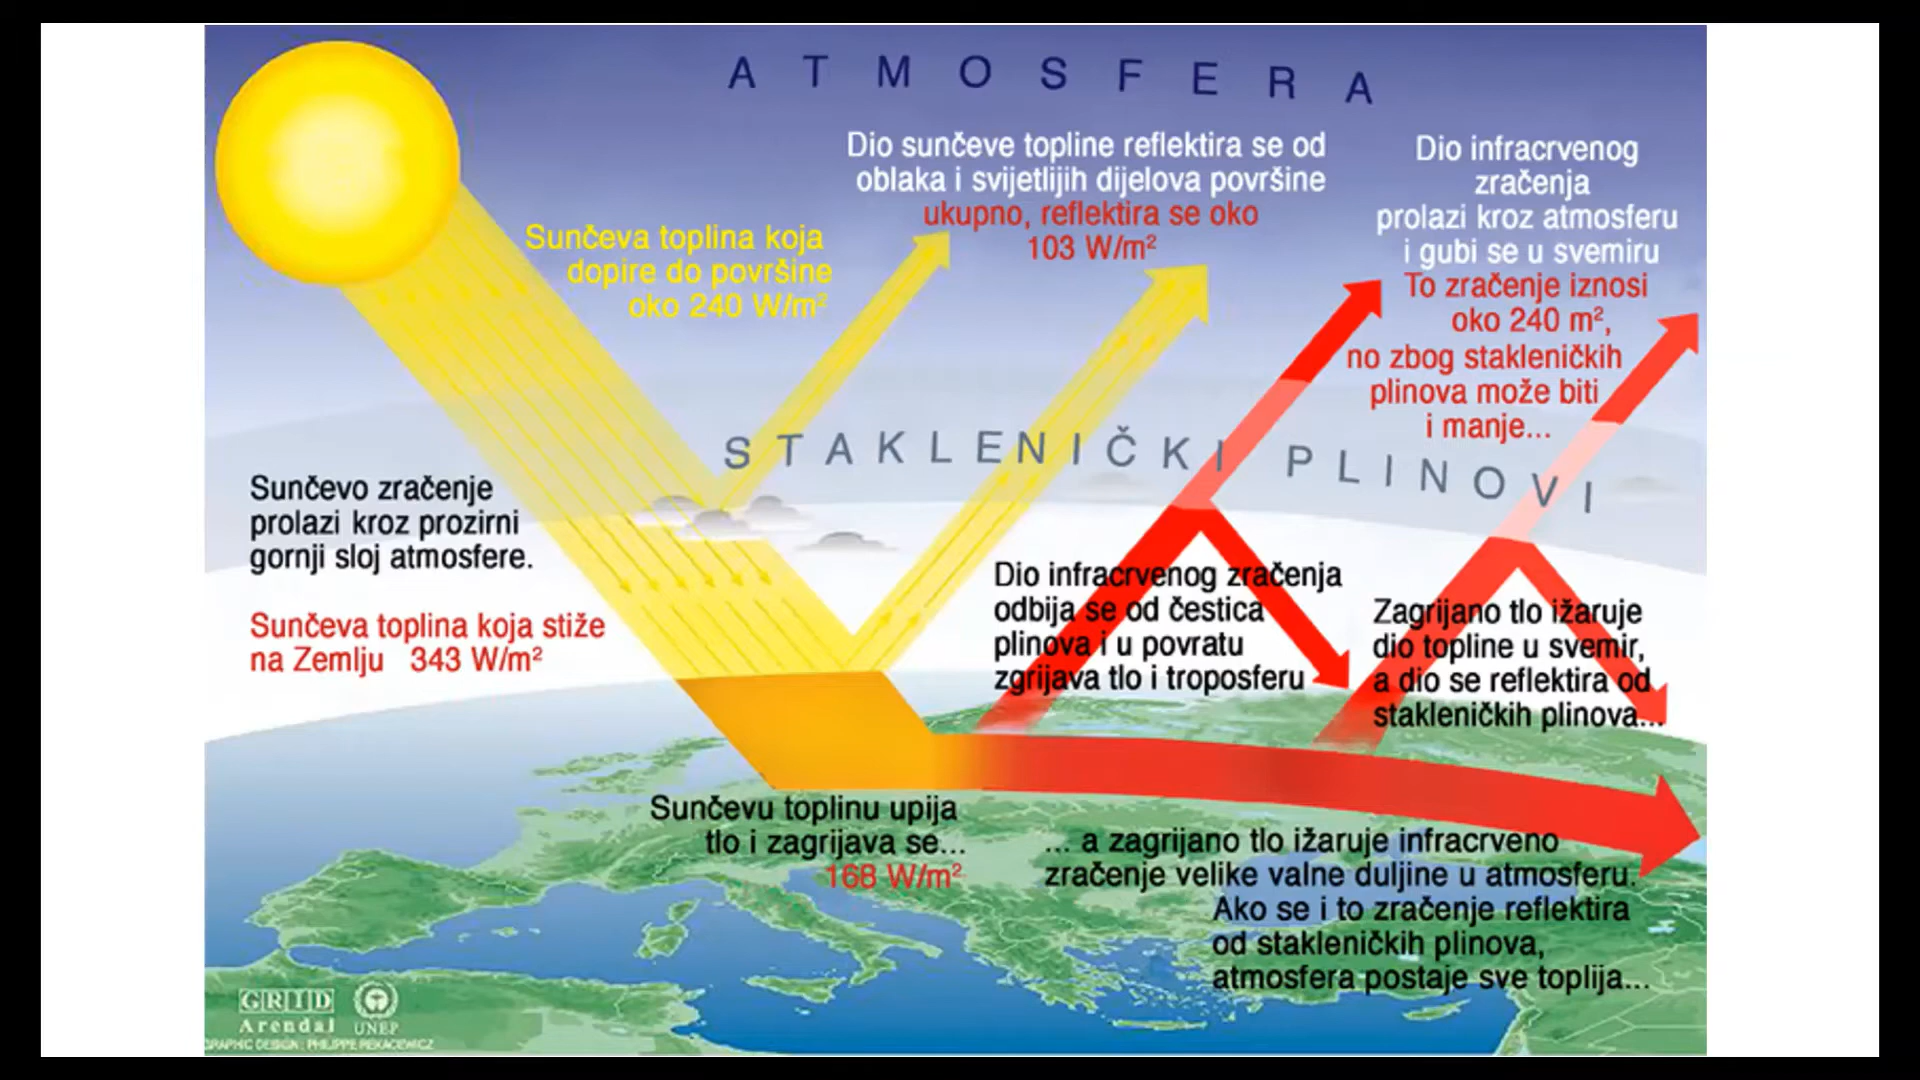 ATMOSFERA
Dio sunčeve topline reflektira se od
oblaka i svijetlijih dijelova površine
ukupno, reflektira se oko
103 W/m²
Dio infracrvenog
zračenja
prolazi kroz atmosferu
i gubi se u svemiru
To zračenje iznosi
oko 240 m²,
no zbog stakleničkih
plinova može biti
i manje...
Sunčeva toplina koja
dopire do površine
oko 240 W/m²
STAKLENIČKI PLINOVI
Sunčevo zračenje
prolazi kroz prozirni
gornji sloj atmosfere.
Sunčeva toplina koja stiže
na Zemlju 343 W/m²
Dio infracrvenog zračenja
odbija se od čestica
plinova i u povratu
zgrijava tlo i troposferu
Zagrijano tlo ižaruje
dio topline u svemir,
a dio se reflektira od
stakleničkih plinova...
Sunčevu toplinu upija
tlo i zagrijava se...
168 W/m²
... a zagrijano tlo ižaruje infracrveno
zračenje velike valne duljine u atmosferu.
Ako se i to zračenje reflektira
od stakleničkih plinova,
atmosfera postaje sve toplija...
GRID
Arendal UNEP
GRAPHIC DESIGN : PHILIPPE REKACEWICZ